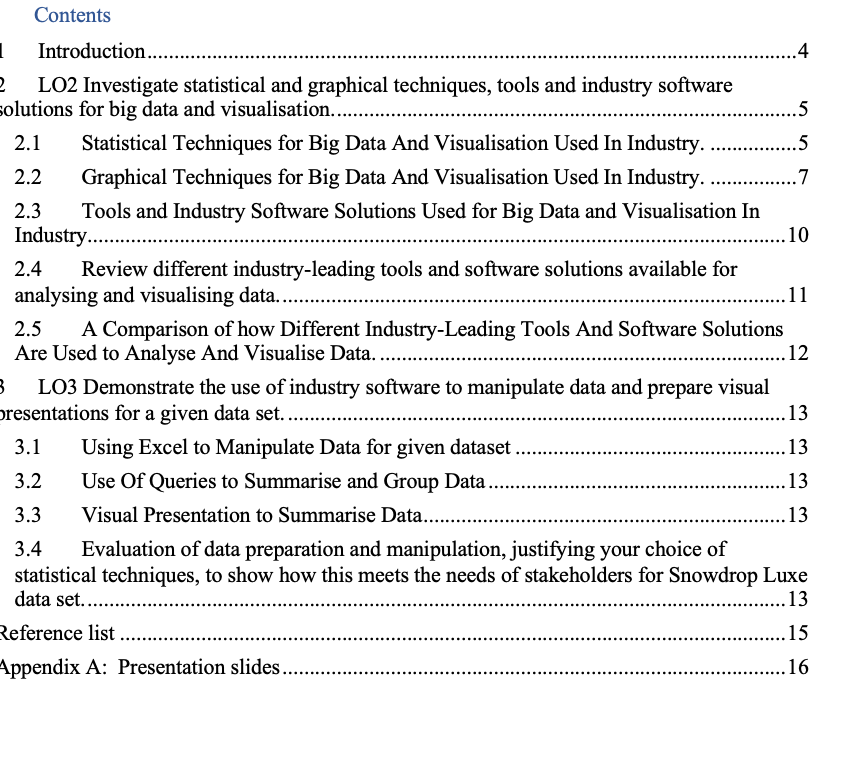 Contents
1 Introduction....................4
2 LO2 Investigate statistical and graphical techniques, tools and industry software
solutions for big data and visualisation.....................5
2.1 Statistical Techniques for Big Data And Visualisation Used In Industry. ................5
2.2 Graphical Techniques for Big Data And Visualisation Used In Industry. ................7
2.3 Tools and Industry Software Solutions Used for Big Data and Visualisation In
Industry....................10
2.4 Review different industry-leading tools and software solutions available for
analysing and visualising data.....................11
2.5 A Comparison of how Different Industry-Leading Tools And Software Solutions
Are Used to Analyse And Visualise Data.....................12
3 LO3 Demonstrate the use of industry software to manipulate data and prepare visual
presentations for a given data set.....................13
3.1 Using Excel to Manipulate Data for given dataset ....................13
3.2 Use Of Queries to Summarise and Group Data ....................13
3.3 Visual Presentation to Summarise Data....................13
3.4 Evaluation of data preparation and manipulation, justifying your choice of
statistical techniques, to show how this meets the needs of stakeholders for Snowdrop Luxe
data set.....................13
Reference list ....................15
Appendix A: Presentation slides....................16